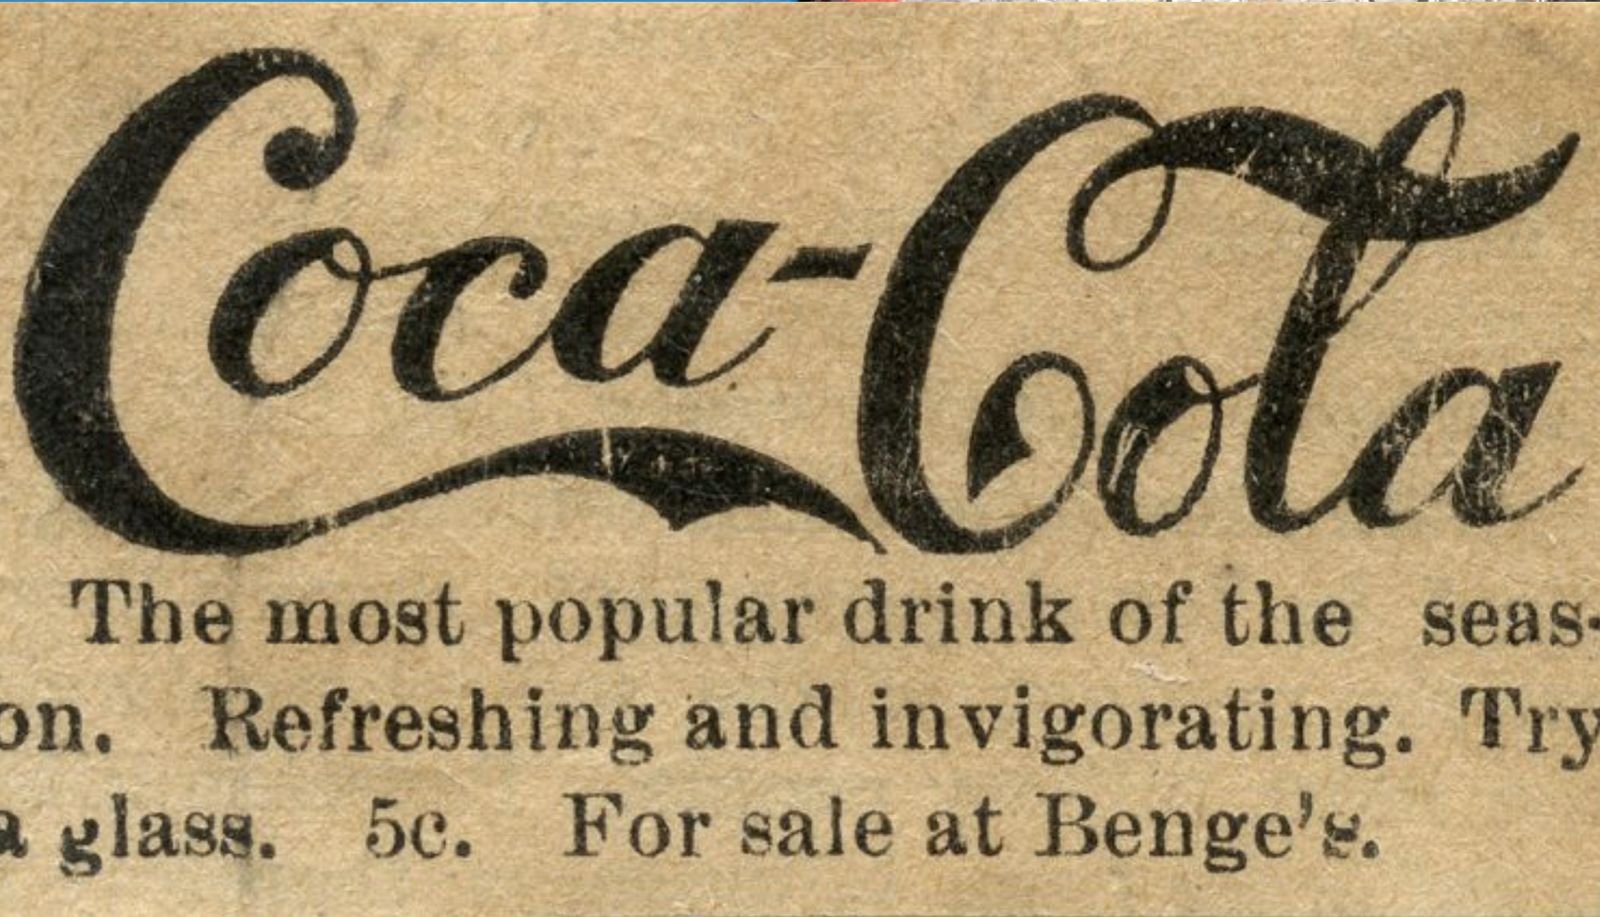 Coca-Cola
The most popular drink of the seas-
on. Refreshing and invigorating. Try
a glass. 5c. For sale at Benge's.